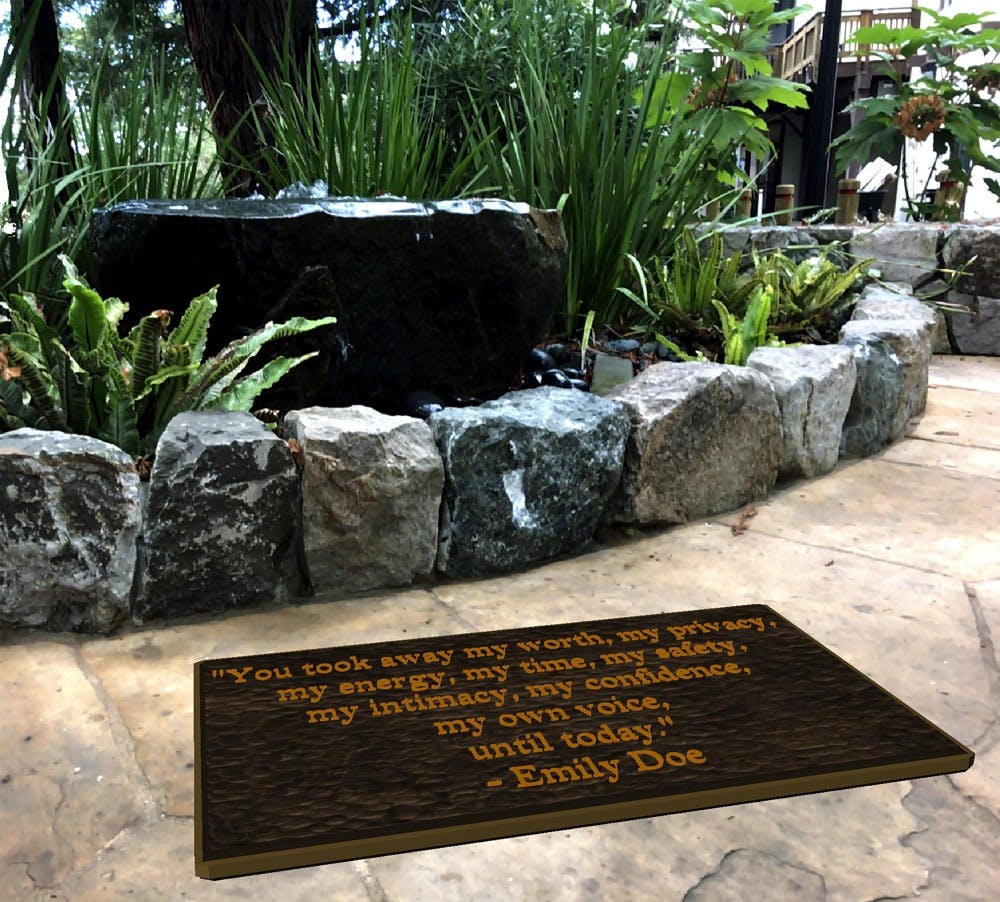 "You took away my worth, my privacy,
my energy, my time, my safety,
my intimacy, my confidence,
my own voice,
until today."
- Emily Doe